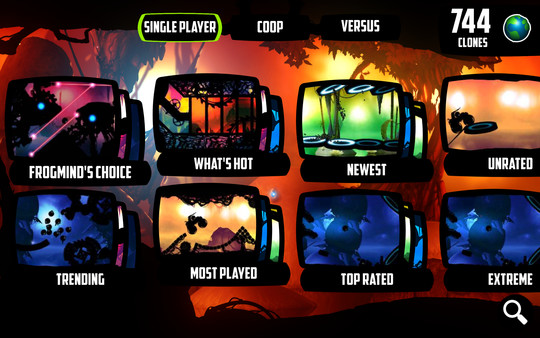 SINGLE PLAYER COOP VERSUS 744
CLONES
FROGMIND'S CHOICE WHAT'S HOT NEWEST UNRATED
TRENDING MOST PLAYED TOP RATED EXTREME